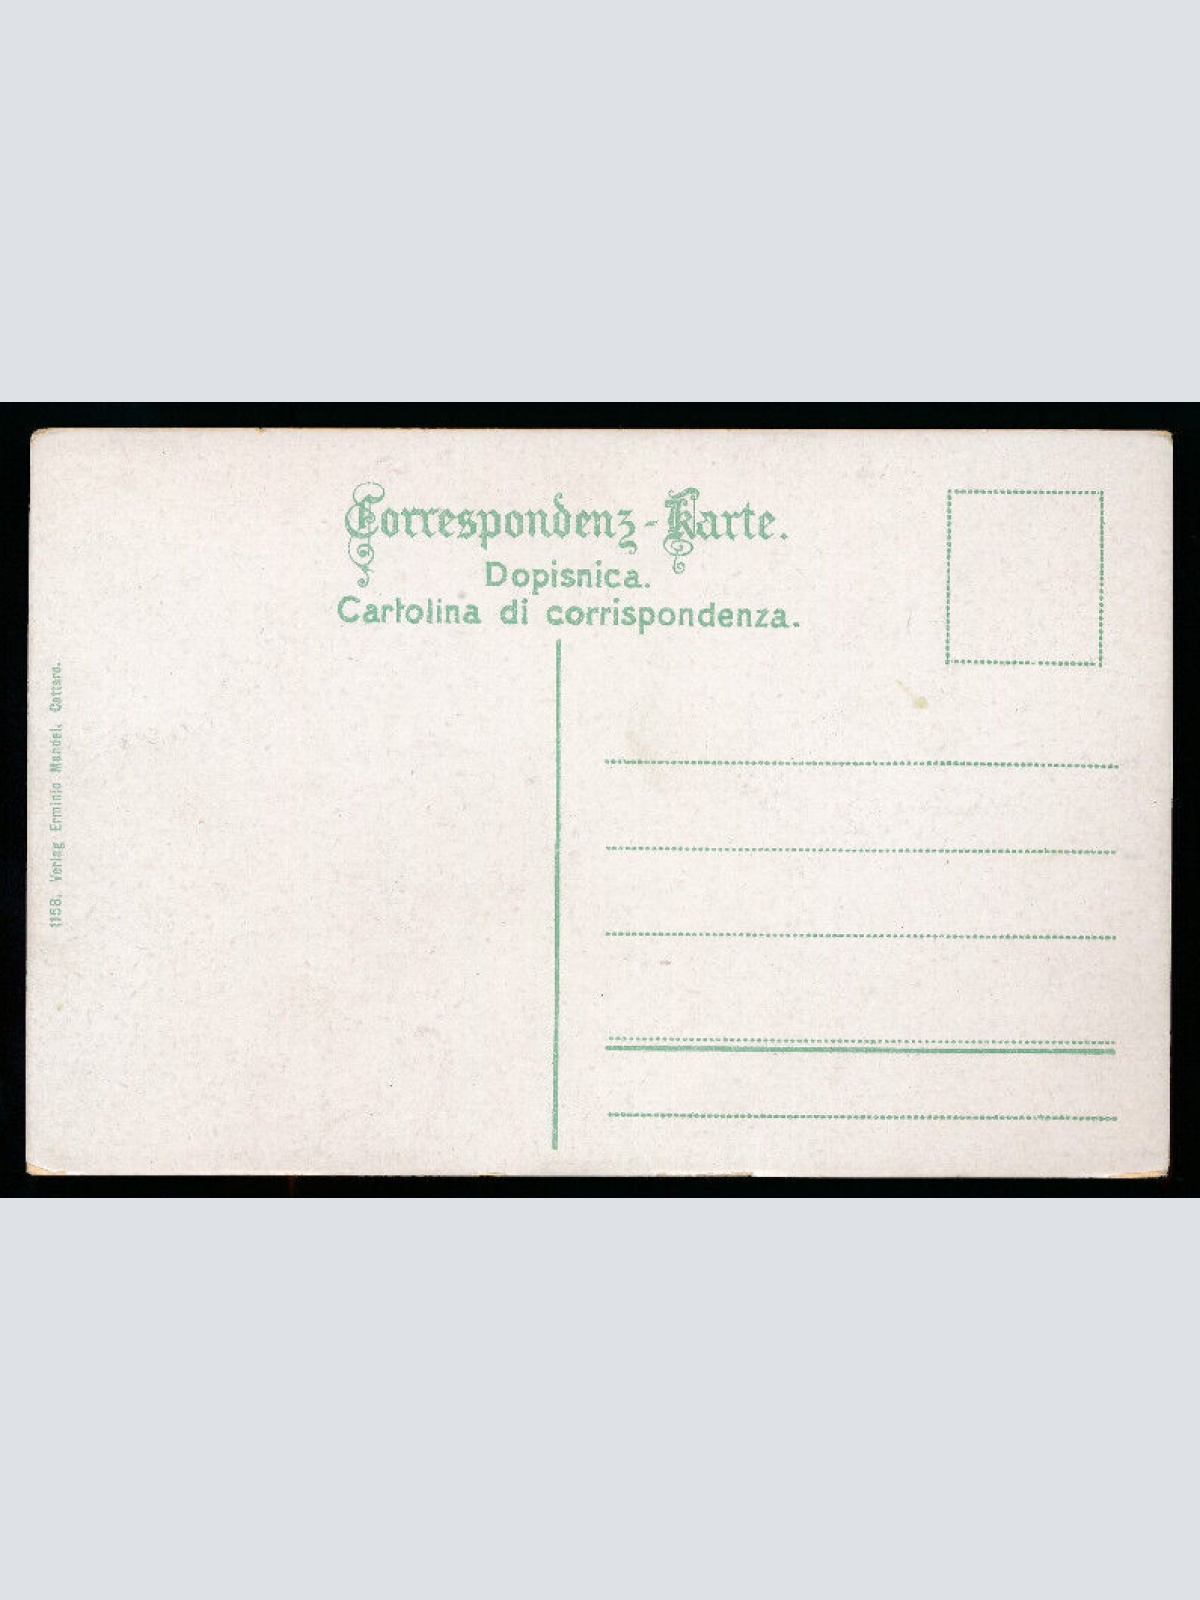 Correspondenz-Karte.
Dopisnica.
Cartolina di corrispondenza.
1158. Verlag Erminio Mandel, Cattaro.